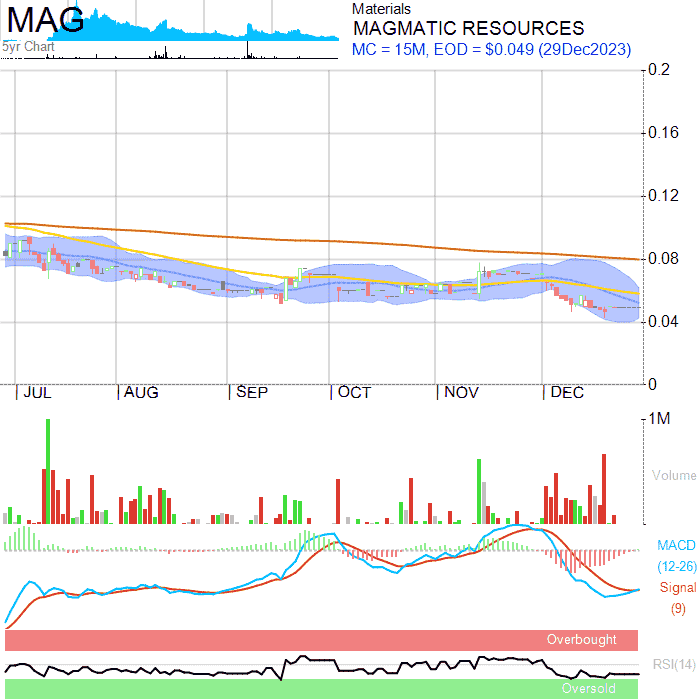 MAG
5yr Chart
Materials
MAGMATIC RESOURCES
MC = 15M, EOD = $0.049 (29Dec2023)
0.2
0.16
0.12
0.08
0.04
0
JUL AUG SEP OCT NOV DEC
1M
Volume
MACD
(12-26)
Signal
(9)
Overbought
RSI(14)
Oversold